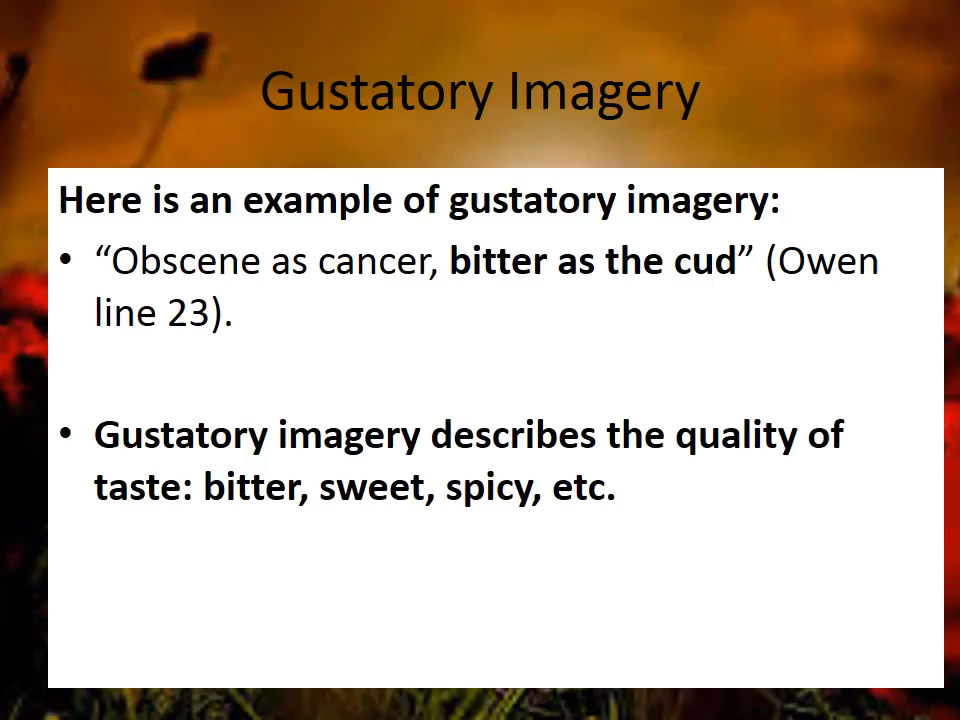 Gustatory Imagery
Here is an example of gustatory imagery:
• “Obscene as cancer, bitter as the cud” (Owen
line 23).
• Gustatory imagery describes the quality of
taste: bitter, sweet, spicy, etc.